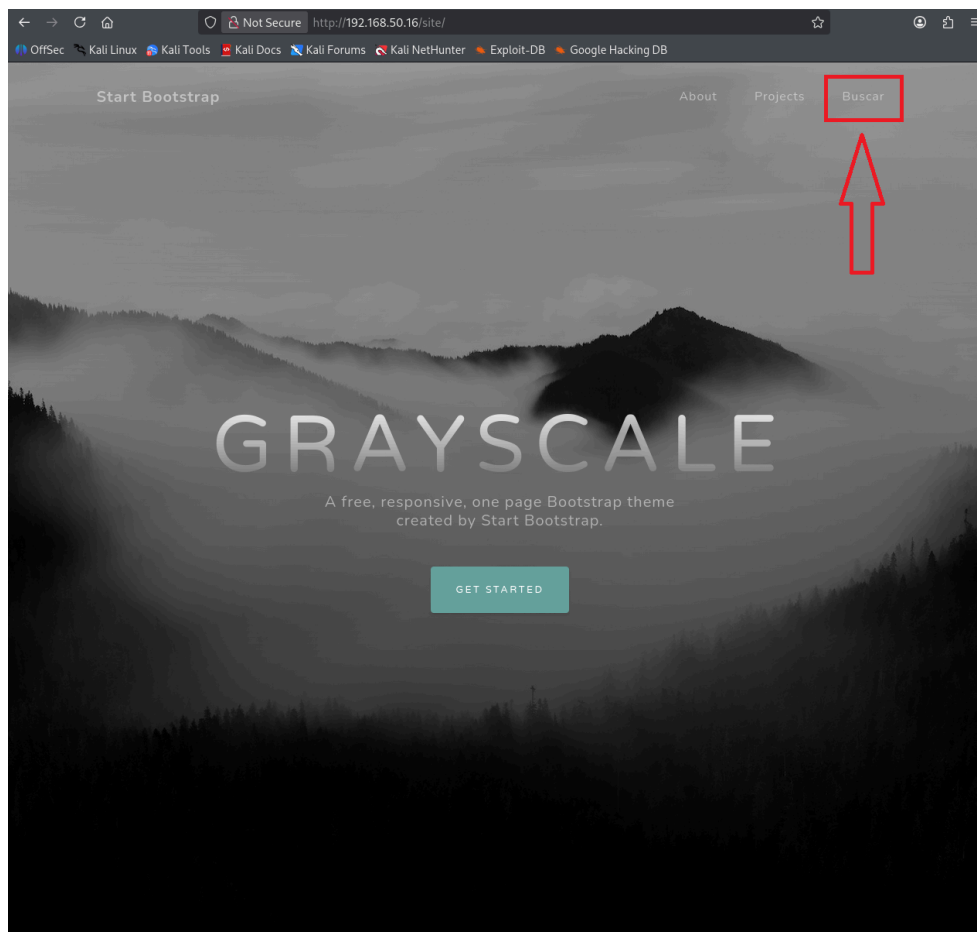 Not Secure http://192.168.50.16/site/
OffSec Kali Linux Kali Tools Kali Docs Kali Forums Kali NetHunter Exploit-DB Google Hacking DB
Start Bootstrap About Projects Buscar
GRAYSCALE
A free, responsive, one page Bootstrap theme
created by Start Bootstrap.
GET STARTED